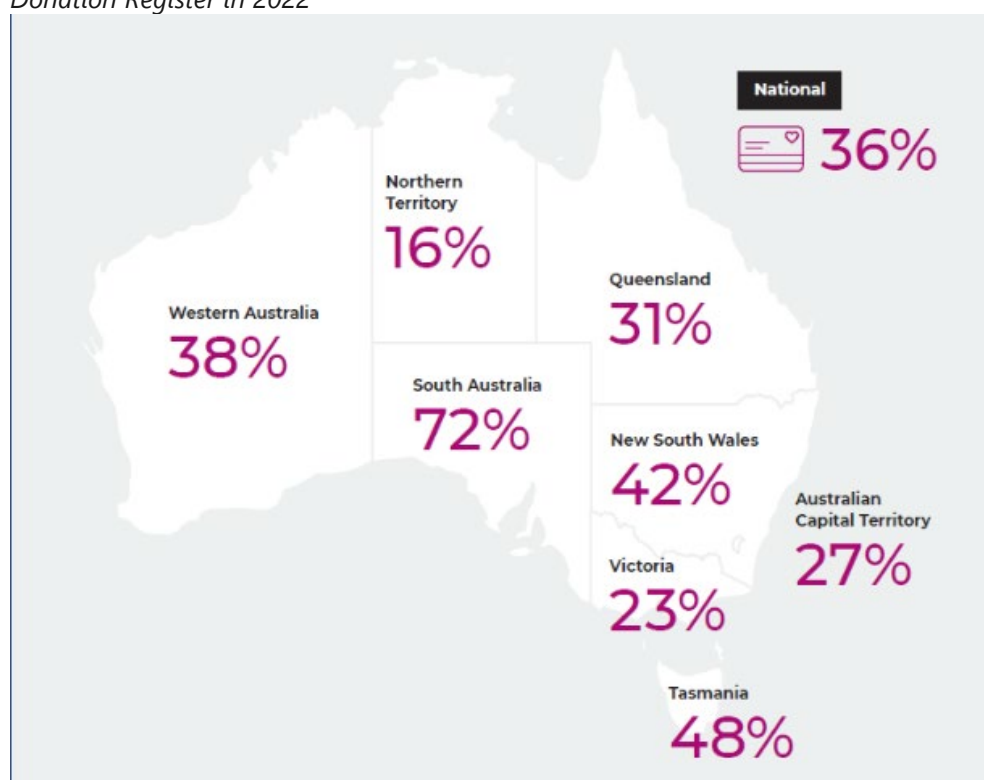 Donation Register in 2022
National
36%
Northern
Territory
16%
Queensland
31%
Western Australia
38%
South Australia
72%
New South Wales
42%
Australian
Capital Territory
27%
Victoria
23%
Tasmania
48%